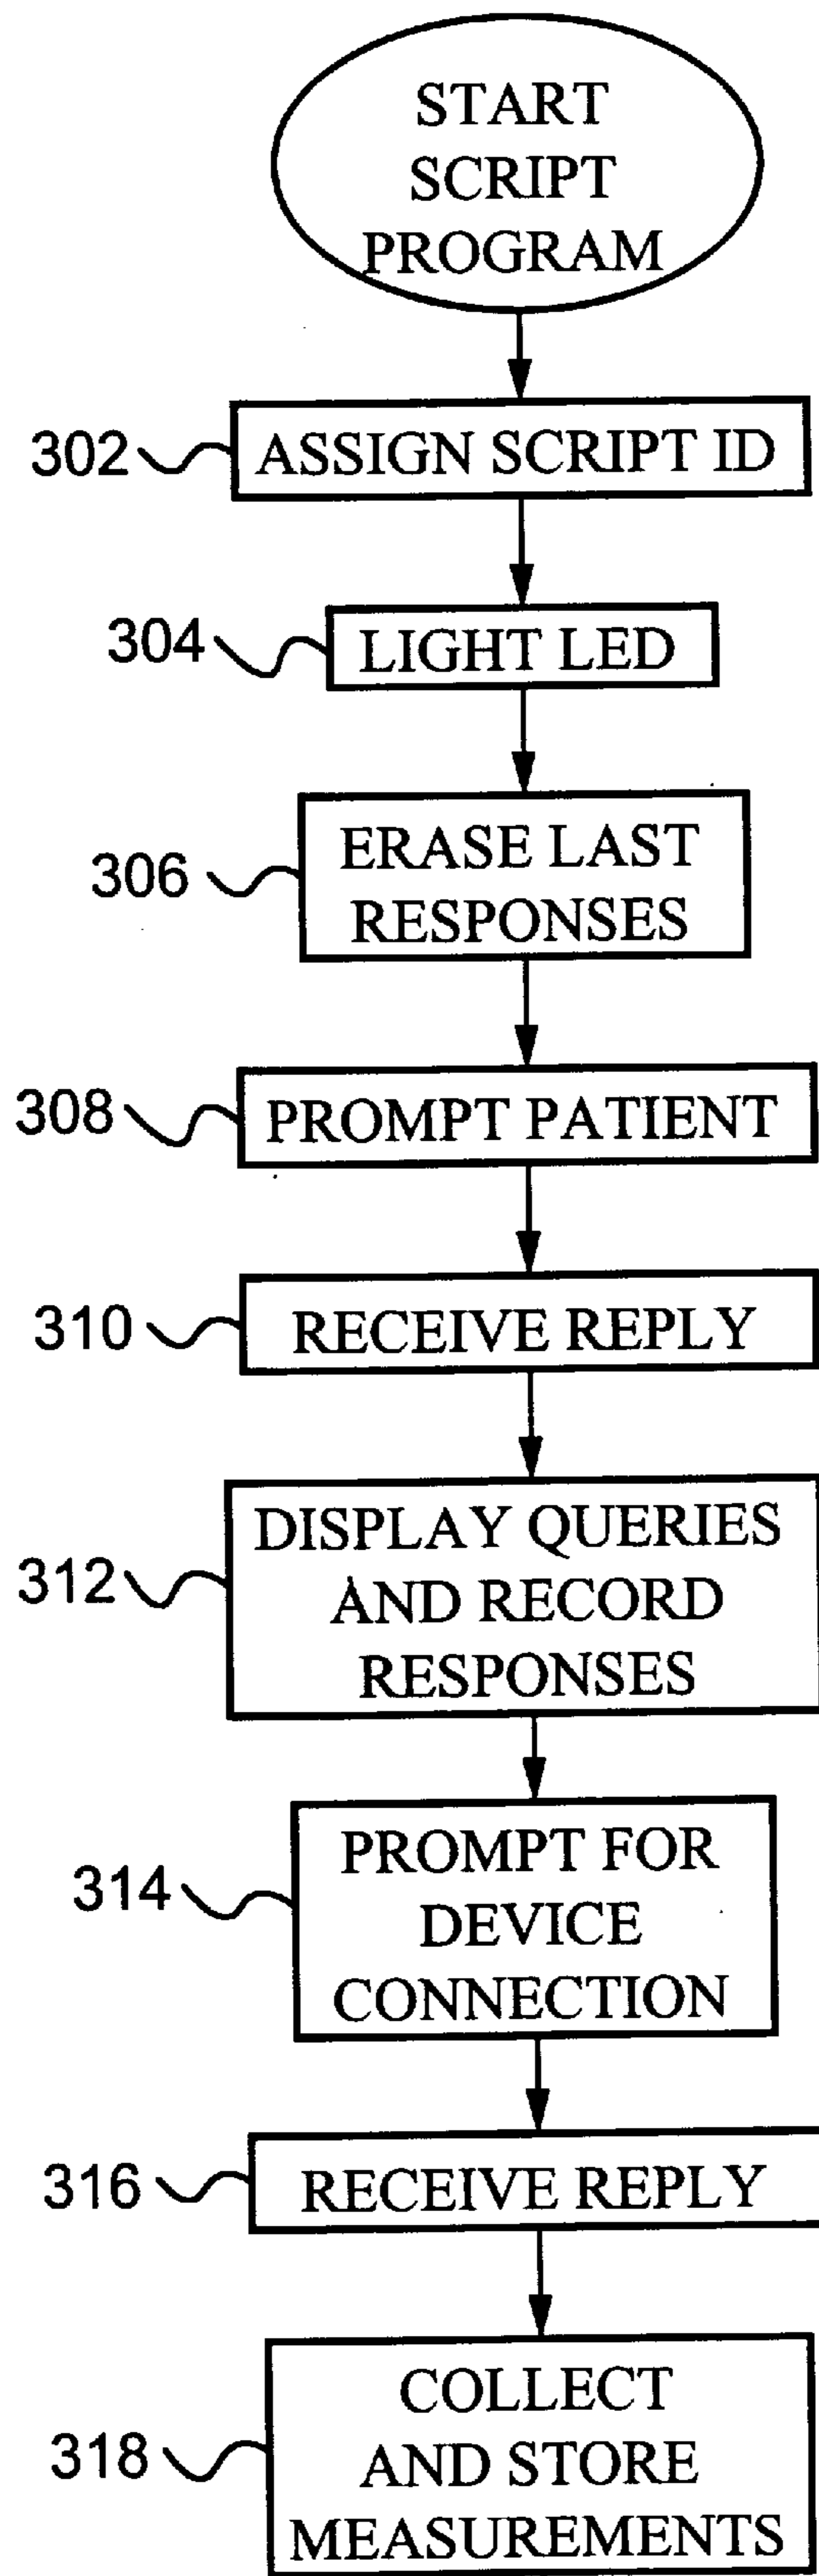 START
SCRIPT
PROGRAM
302
ASSIGN SCRIPT ID
304
LIGHT LED
306
ERASE LAST
RESPONSES
308
PROMPT PATIENT
310
RECEIVE REPLY
312
DISPLAY QUERIES
AND RECORD
RESPONSES
314
PROMPT FOR
DEVICE
CONNECTION
316
RECEIVE REPLY
318
COLLECT
AND STORE
MEASUREMENTS